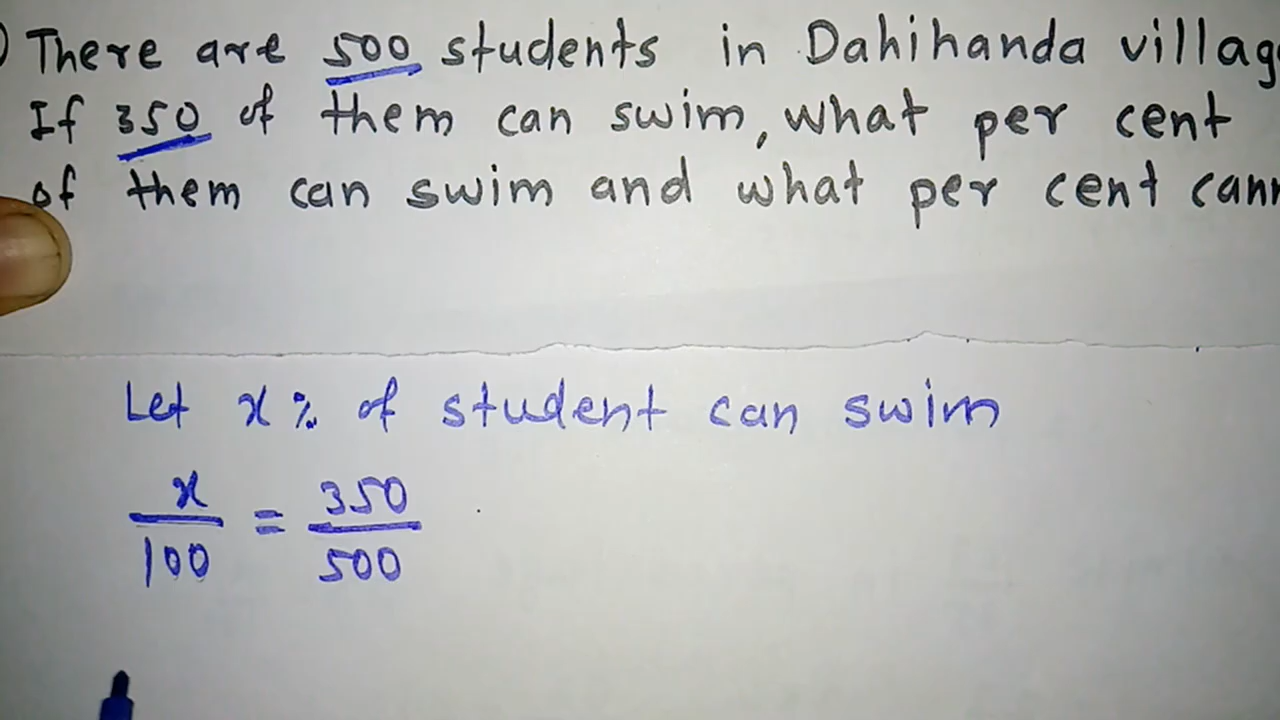 There are 500 students in Dahihanda villag
If 350 of them can swim, what per cent
of them can swim and what per cent cann
Let x% of student can swim
x/100 = 350/500